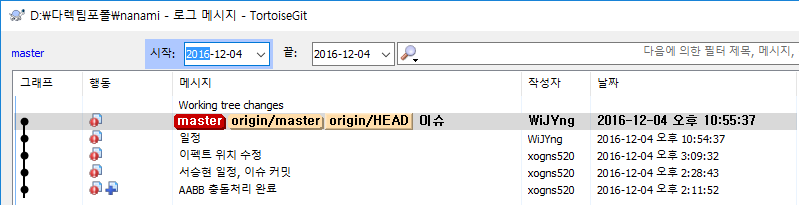 D:₩다렉팀포폴₩nanami - 로그 메시지 - TortoiseGit
master 시작: 2016-12-04 끝: 2016-12-04 다음에 의한 필터 제목, 메시지,
그래프 행동 메시지 작성자 날짜
Working tree changes
master origin/master origin/HEAD 이슈 WiJYng 2016-12-04 오후 10:55:37
일정 WiJYng 2016-12-04 오후 10:54:37
이펙트 위치 수정 xogns520 2016-12-04 오후 3:09:32
서승현 일정, 이슈 커밋 xogns520 2016-12-04 오후 2:28:43
AABB 충돌처리 완료 xogns520 2016-12-04 오후 2:11:52